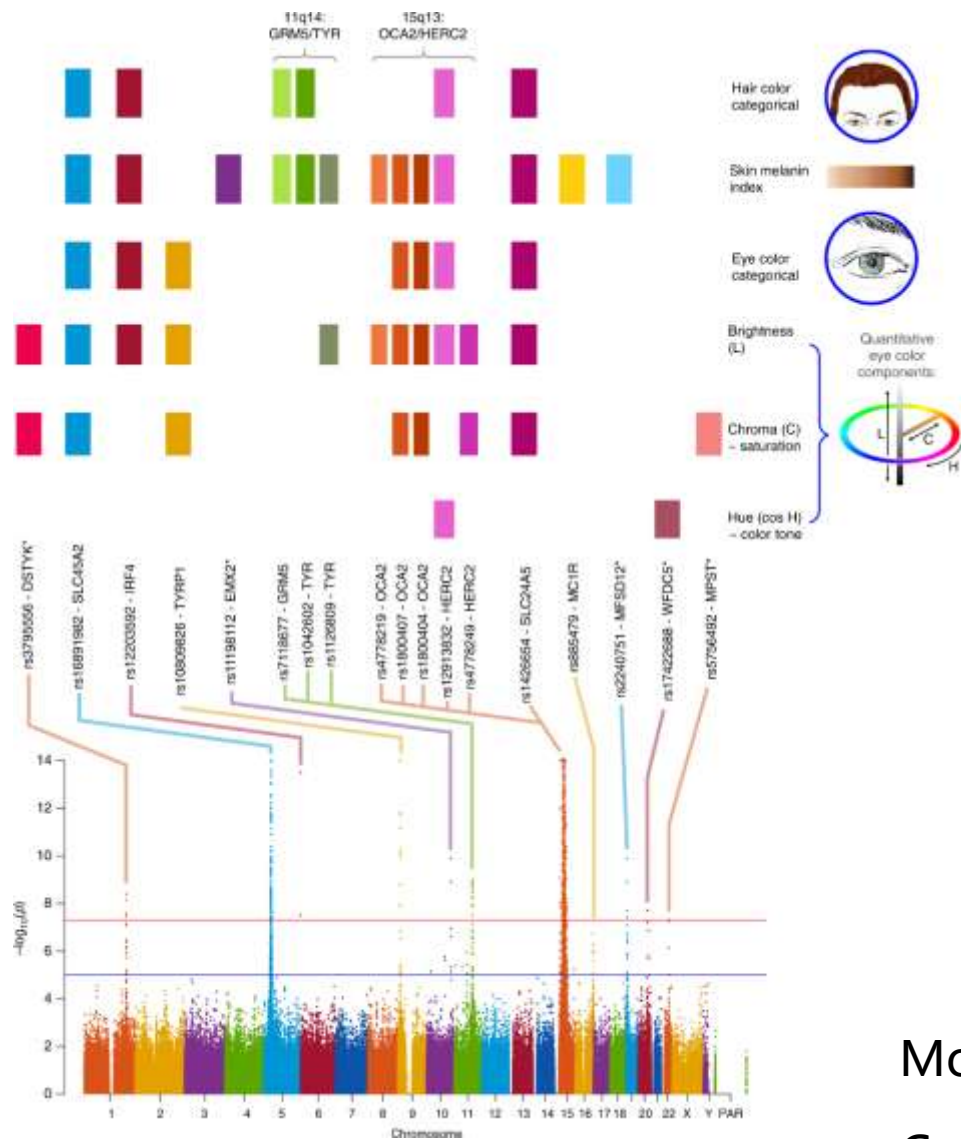 11q14:
GRM5/TYR
15q13:
OCA2/HERC2
Hair color
categorical
Skin melanin
index
Eye color
categorical
Brightness
(L)
Quantitative
eye color
components:
L
C
H
Chroma (C)
– saturation
Hue (cos H)
– color tone
rs3795556 - DSTYK*
rs16891982 - SLC45A2
rs12203592 - IRF4
rs10809826 - TYRP1
rs11198112 - EMX2*
rs7118677 - GRM5
rs1042602 - TYR
rs1126809 - TYR
rs4778219 - OCA2
rs1800407 - OCA2
rs1800404 - OCA2
rs12913832 - HERC2
rs4778249 - HERC2
rs1426654 - SLC24A5
rs885479 - MC1R
rs2240751 - MFSD12*
rs17422688 - WFDC5*
rs5756492 - MPST*
14
12
10
8
6
4
2
0
–log10(p)
1 2 3 4 5 6 7 8 9 10 11 12 13 14 15 16 17 18 20 22 X Y PAR
Chromosome
Mo